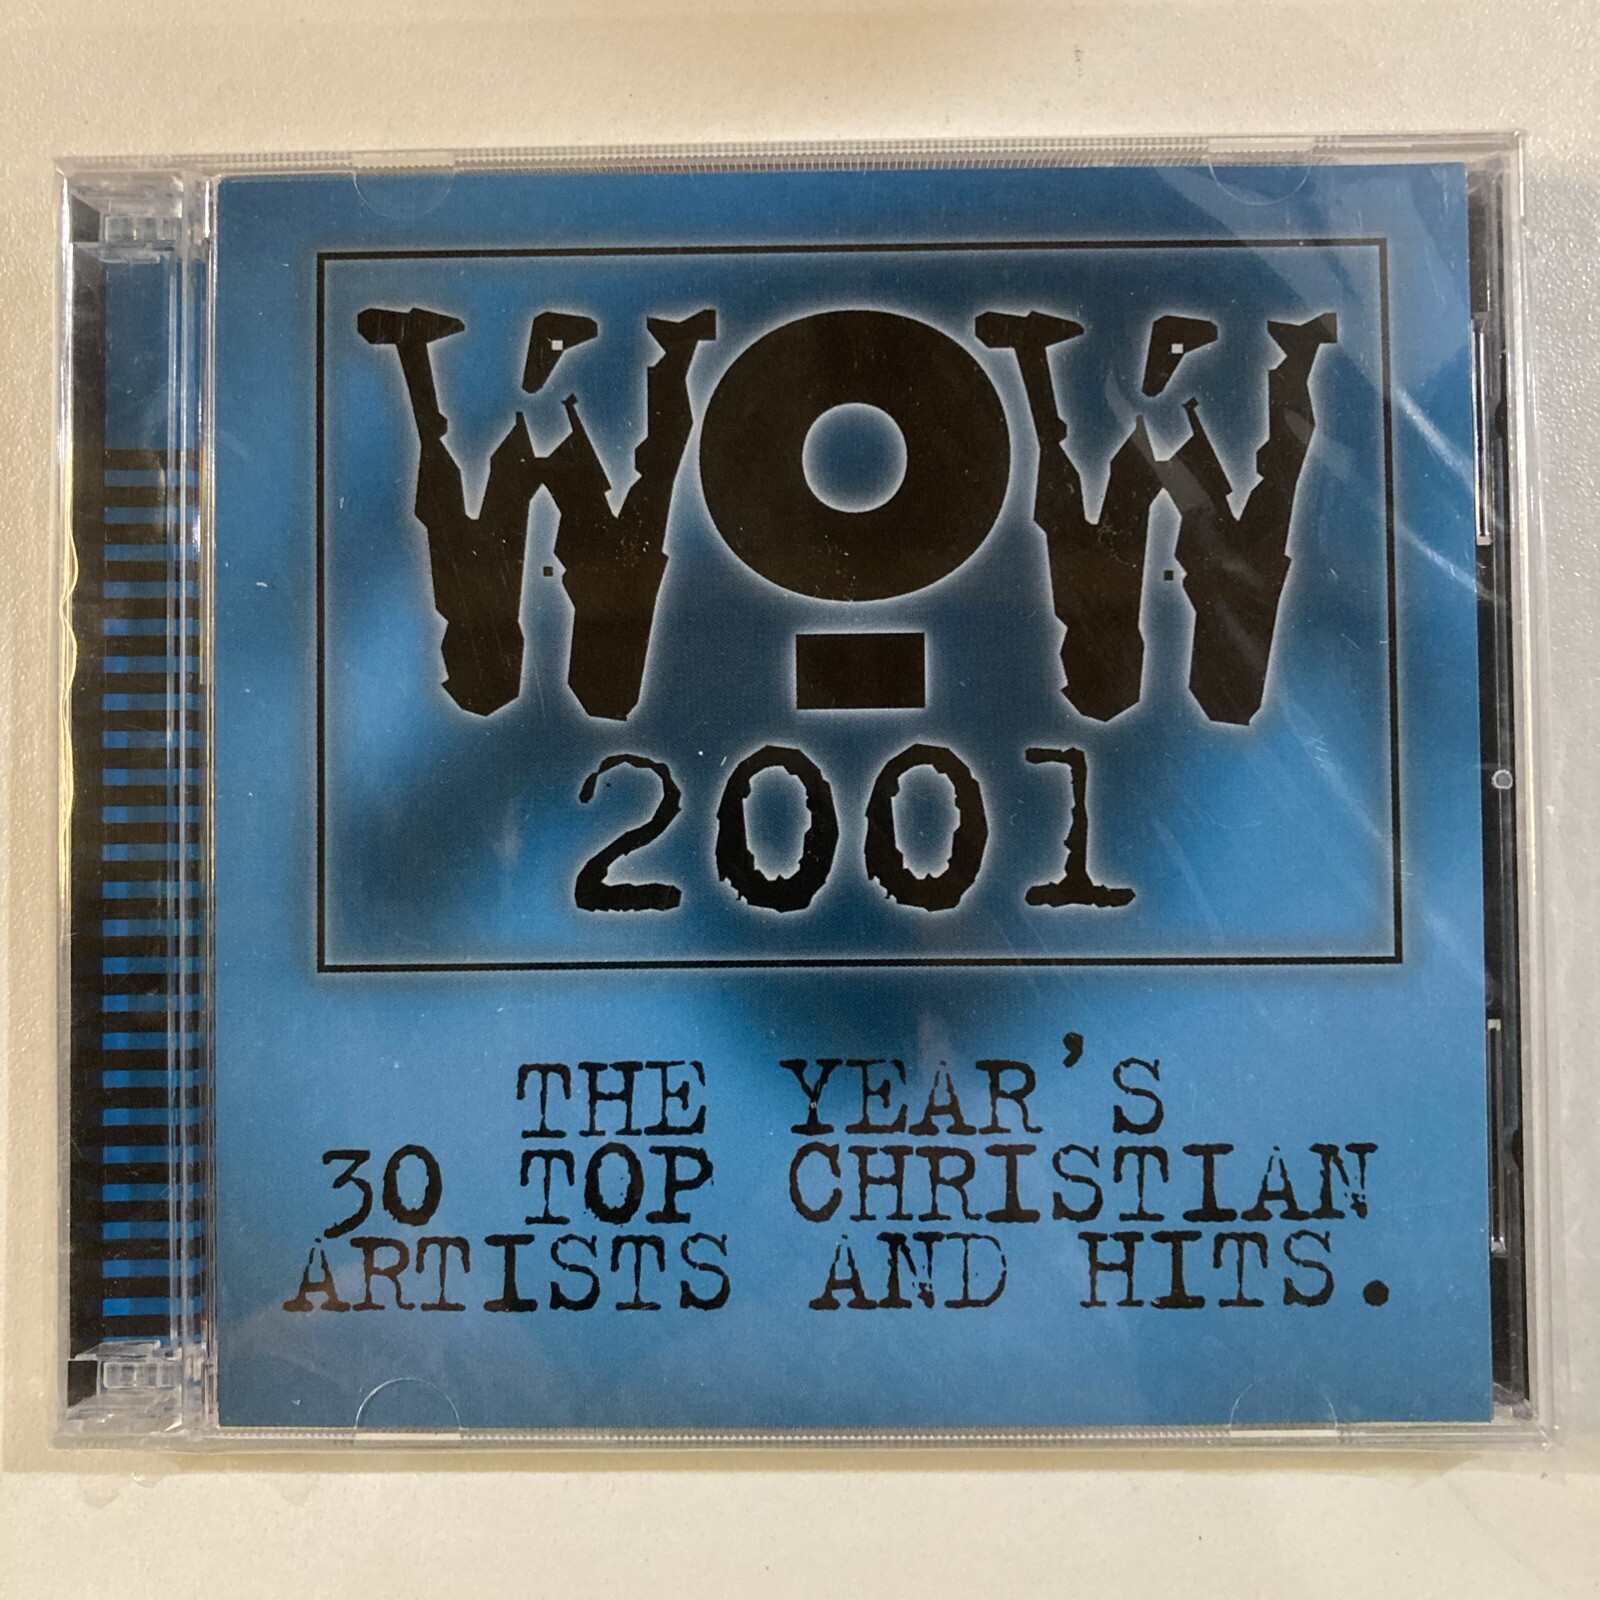 WOW
2001
THE YEAR'S
30 TOP CHRISTIAN
ARTISTS AND HITS.